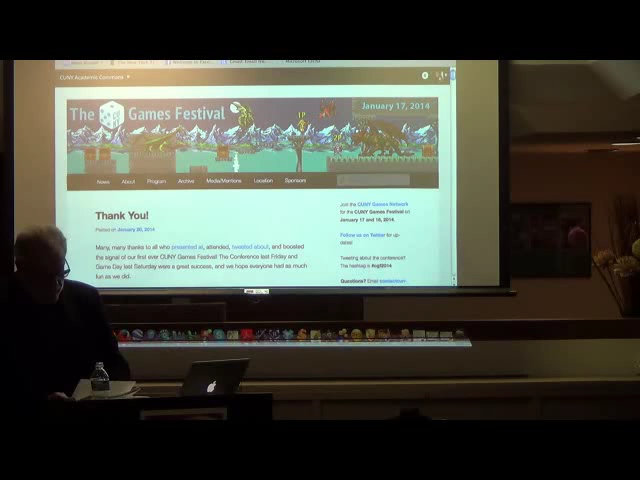 CUNY Academic Commons
The CUNY Games Festival
January 17, 2014
1P
News About Program Archive Media/Mentions Location Sponsors
Thank You!
Posted on January 20, 2014
Many, many thanks to all who presented at, attended, tweeted about, and boosted
the signal of our first ever CUNY Games Festival! The Conference last Friday and
Game Day last Saturday were a great success, and we hope everyone had as much
fun as we did.
Join the CUNY Games Network
for the CUNY Games Festival on
January 17 and 18, 2014.
Follow us on Twitter for up-
dates!
Tweeting about the conference?
The hashtag is #cgf2014
Questions? Email